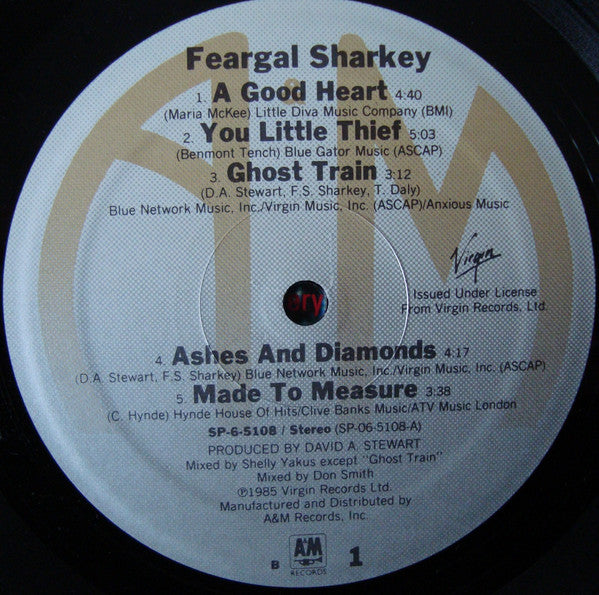 Feargal Sharkey
1. A Good Heart 4:40
(Maria McKee) Little Diva Music Company (BMI)
2. You Little Thief 5:03
(Benmont Tench) Blue Gator Music (ASCAP)
3. Ghost Train 3:12
(D.A. Stewart, F.S. Sharkey, T. Daly)
Blue Network Music, Inc./Virgin Music, Inc. (ASCAP)/Anxious Music
Virgin
Issued Under License
From Virgin Records, Ltd.
ory
4. Ashes And Diamonds 4:17
(D.A. Stewart, F.S. Sharkey) Blue Network Music, Inc./Virgin Music, Inc. (ASCAP)
5. Made To Measure 3:38
(C. Hynde) Hynde House Of Hits/Clive Banks Music/ATV Music London
SP-6-5108 / Stereo (SP-06-5108-A)
PRODUCED BY DAVID A. STEWART
Mixed by Shelly Yakus except "Ghost Train"
Mixed by Don Smith
℗1985 Virgin Records Ltd.
Manufactured and Distributed by
A&M Records, Inc.
A&M
RECORDS
B 1